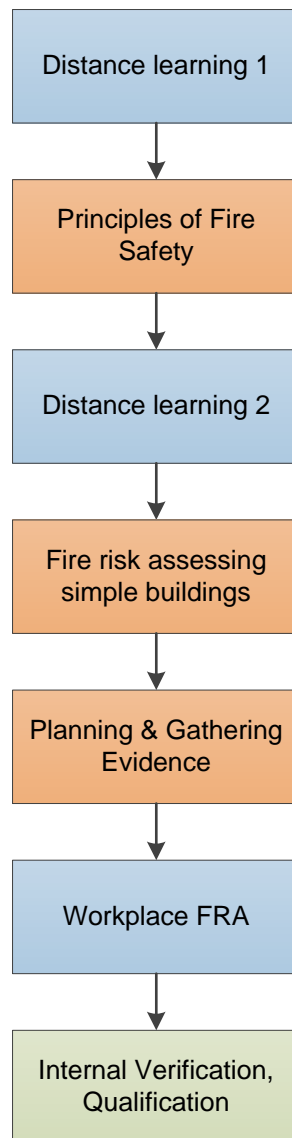 Distance learning 1
Principles of Fire
Safety
Distance learning 2
Fire risk assessing
simple buildings
Planning & Gathering
Evidence
Workplace FRA
Internal Verification,
Qualification